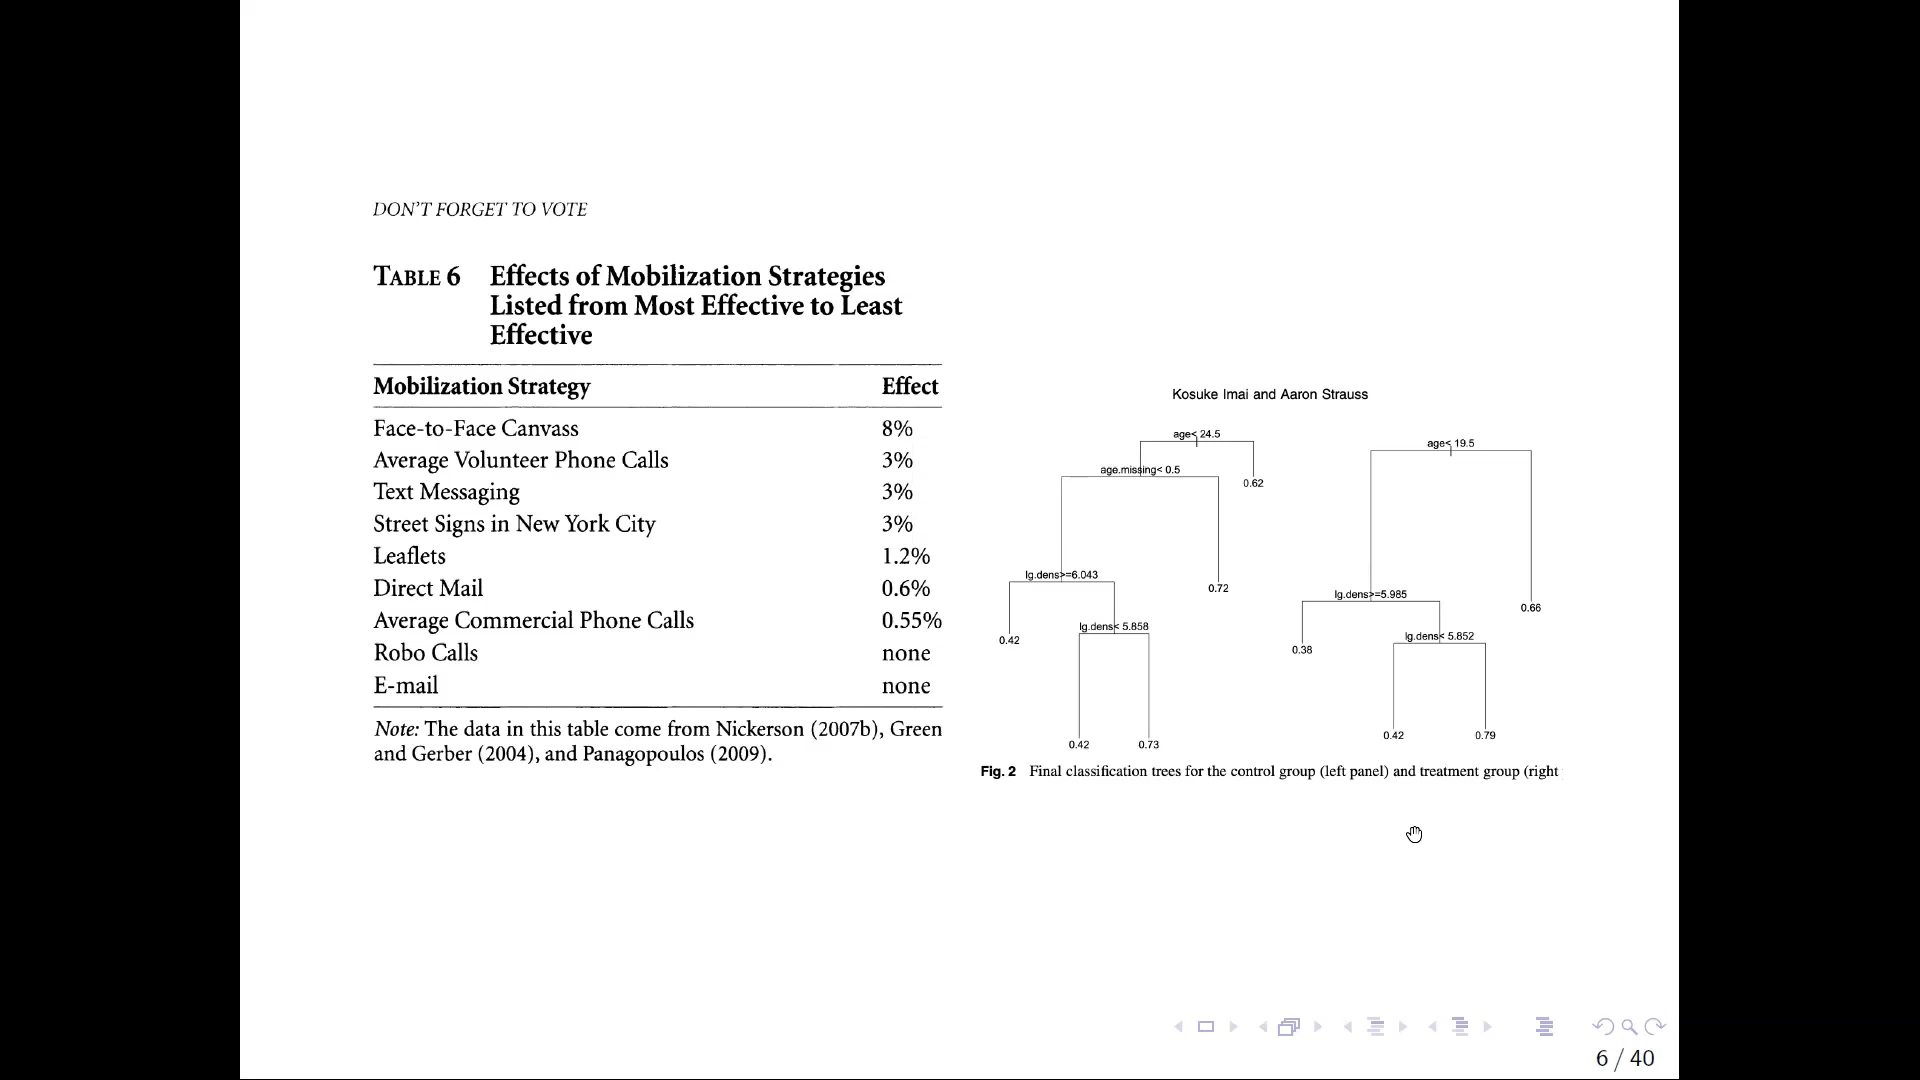 DON'T FORGET TO VOTE
TABLE 6 Effects of Mobilization Strategies
Listed from Most Effective to Least
Effective
Mobilization Strategy Effect
Face-to-Face Canvass 8%
Average Volunteer Phone Calls 3%
Text Messaging 3%
Street Signs in New York City 3%
Leaflets 1.2%
Direct Mail 0.6%
Average Commercial Phone Calls 0.55%
Robo Calls none
E-mail none
Note: The data in this table come from Nickerson (2007b), Green
and Gerber (2004), and Panagopoulos (2009).
Kosuke Imai and Aaron Strauss
age< 24.5
age.missing< 0.5
0.62
lg.dens>=6.043
0.72
0.42
lg.dens< 5.858
0.42 0.73
age< 19.5
lg.dens>=5.985
0.66
0.38
lg.dens< 5.852
0.42 0.79
Fig. 2 Final classification trees for the control group (left panel) and treatment group (right
6 / 40